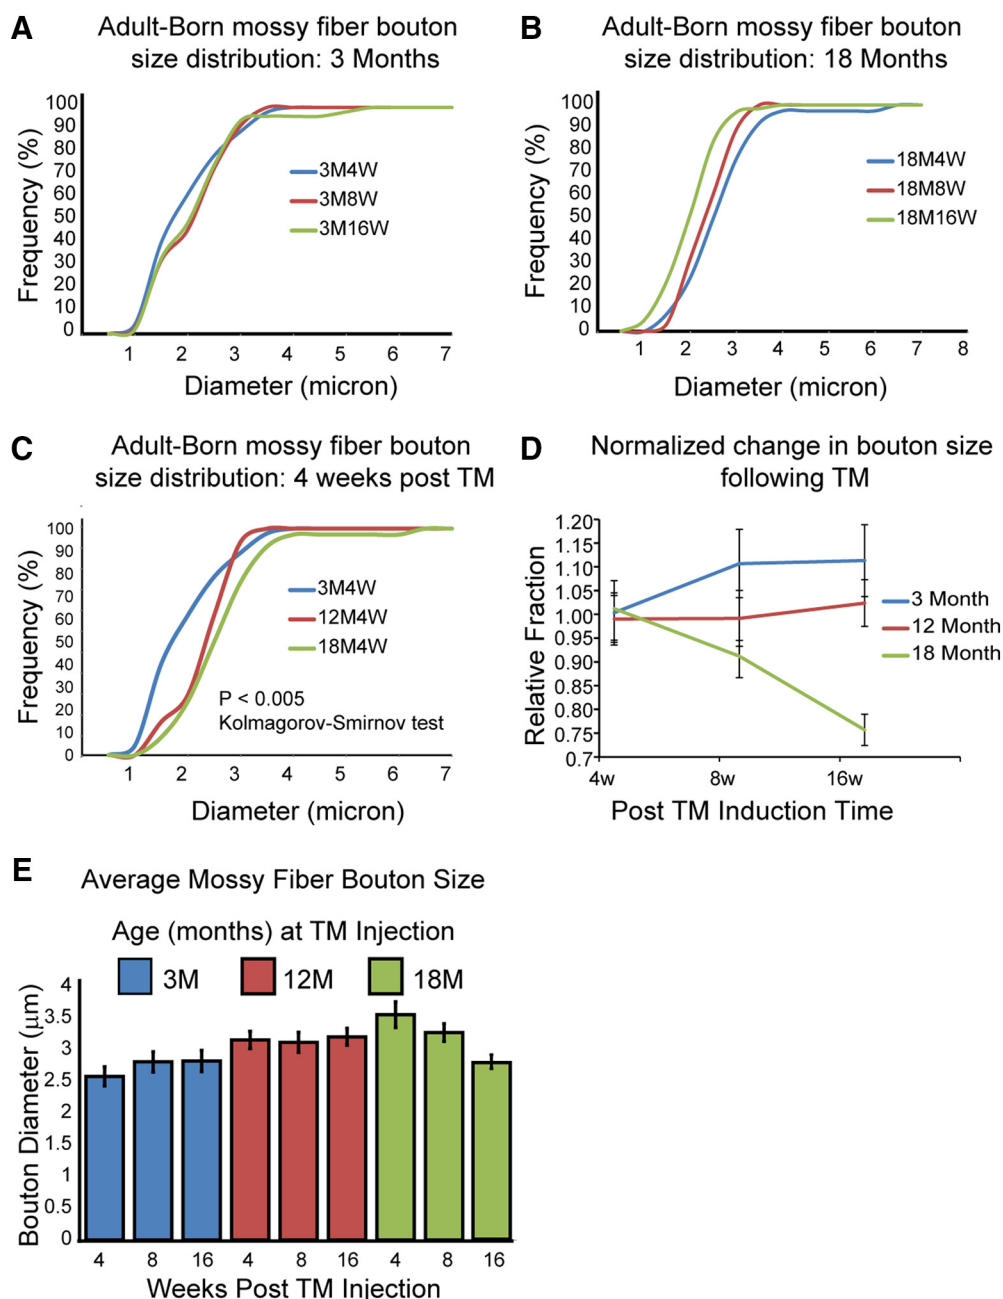 A
Adult-Born mossy fiber bouton
size distribution: 3 Months
Frequency (%)
100
90
80
70
60
50
40
30
20
10
0
3M4W
3M8W
3M16W
1 2 3 4 5 6 7
Diameter (micron)
B
Adult-Born mossy fiber bouton
size distribution: 18 Months
Frequency (%)
100
90
80
70
60
50
40
30
20
10
0
18M4W
18M8W
18M16W
1 2 3 4 5 6 7 8
Diameter (micron)
C
Adult-Born mossy fiber bouton
size distribution: 4 weeks post TM
Frequency (%)
100
90
80
70
60
50
40
30
20
10
0
3M4W
12M4W
18M4W
P < 0.005
Kolmagorov-Smirnov test
1 2 3 4 5 6 7
Diameter (micron)
D
Normalized change in bouton size
following TM
Relative Fraction
1.20
1.15
1.10
1.05
1.00
0.95
0.90
0.85
0.80
0.75
0.7
3 Month
12 Month
18 Month
4w 8w 16w
Post TM Induction Time
E
Average Mossy Fiber Bouton Size
Age (months) at TM Injection
3M 12M 18M
Bouton Diameter (μm)
4
3.5
3
2.5
2
1.5
1
0.5
0
4 8 16 4 8 16 4 8 16
Weeks Post TM Injection